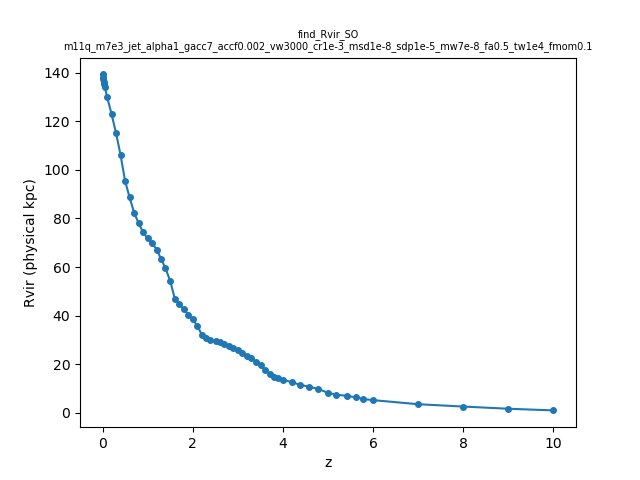 find_Rvir_SO
m11q_m7e3_jet_alpha1_gacc7_accf0.002_vw3000_cr1e-3_msd1e-8_sdp1e-5_mw7e-8_fa0.5_tw1e4_fmom0.1
140
120
100
80
60
40
20
0
Rvir (physical kpc)
0 2 4 6 8 10
z